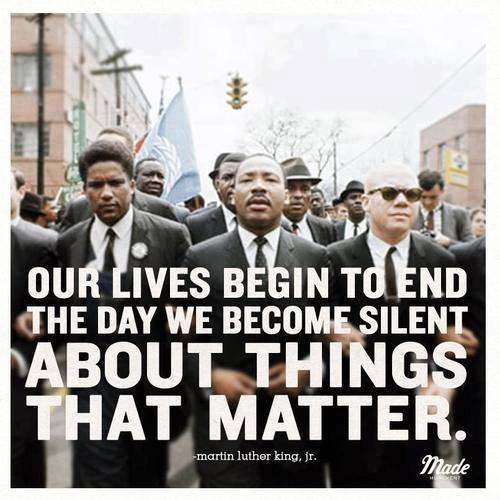 OUR LIVES BEGIN TO END
THE DAY WE BECOME SILENT
ABOUT THINGS
THAT MATTER.
-martin luther king, jr.
Made
MOVEMENT